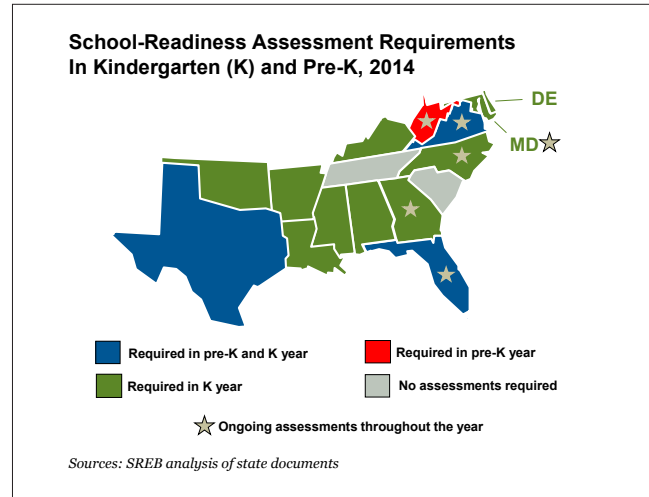 School-Readiness Assessment Requirements
In Kindergarten (K) and Pre-K, 2014
DE
MD
Required in pre-K and K year
Required in pre-K year
Required in K year
No assessments required
Ongoing assessments throughout the year
Sources: SREB analysis of state documents